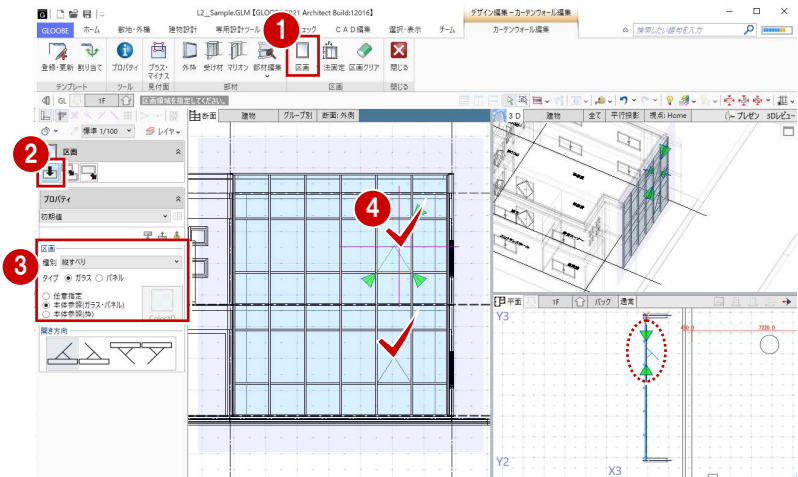 L2__Sample.GLM【GLOO
2021 Architect Build:12016】
デザイン編集－カーテンウォール編集
GLOOBE ホーム 敷地・外構 建物設計 専用設計ツール
ェック CAD編集 選択・表示 チーム カーテンウォール編集
検索したい語句を入力
1
登録・更新 割り当て プロパティ プラス・マイナス 外枠 受け材 マリオン 部材編集 区画 法固定 区画クリア 閉じる
テンプレート ツール 見付面 部材 区画 閉じる
GL 1F 区画領域を指定してください。
標準 1/100 レイヤ
断面 建物 グループ別 断面: 外側
3D 建物 全て 平行投影 視点: Home プレゼン 3Dレビュー
2
区画
プロパティ
初期値
3
区画
種別 縦すべり
タイプ ガラス パネル
任意指定
本体参照(ガラス・パネル)
本体参照(枠)
ColorID
開き方向
4
平面 1F バック 通常
Y3
7220.0
Y2
X3